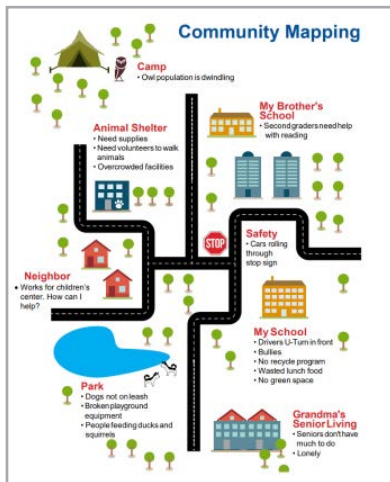 Community Mapping
Camp
• Owl population is dwindling
My Brother's
School
• Second graders need help
with reading
Animal Shelter
• Need supplies
• Need volunteers to walk
animals
• Overcrowded facilities
STOP
Safety
• Cars rolling
through
stop sign
Neighbor
• Works for children's
center. How can I
help?
My School
• Drivers U-Turn in front
• Bullies
• No recycle program
• Wasted lunch food
• No green space
Park
• Dogs not on leash
• Broken playground
equipment
• People feeding ducks and
squirrels
Grandma's
Senior Living
• Seniors don't have
much to do
• Lonely